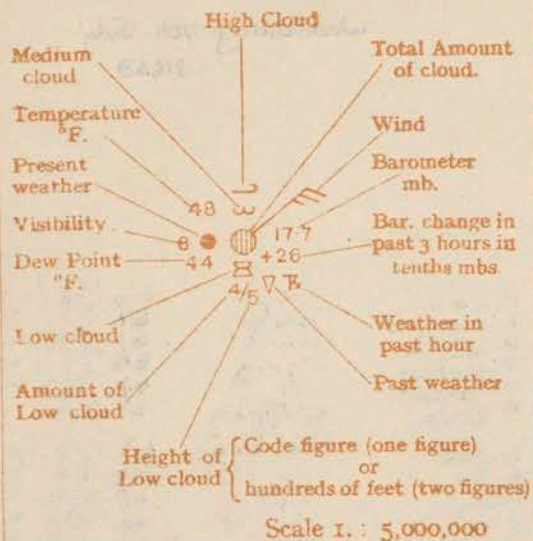 High Cloud
Medium cloud
Total Amount of cloud.
Temperature °F.
Wind
Present weather
Barometer mb.
48
Visibility
8
17.7
Bar. change in past 3 hours in tenths mbs.
Dew Point °F.
44
+26
4/5
Low cloud
Weather in past hour
Amount of Low cloud
Past weather
Height of Low cloud { Code figure (one figure)
or
hundreds of feet (two figures)
Scale 1. : 5,000,000